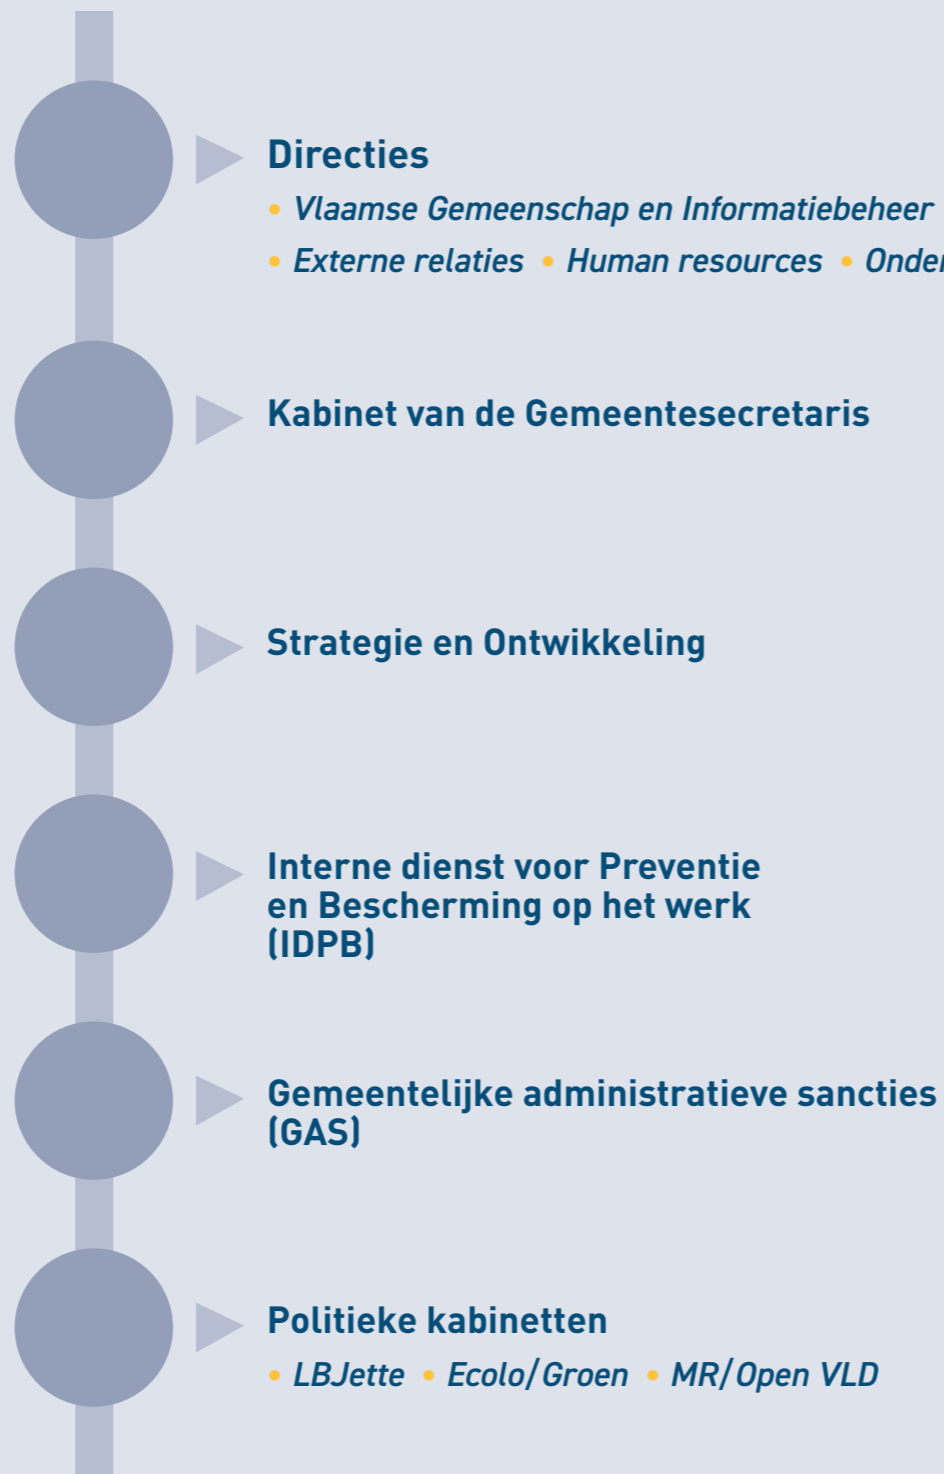 Directies
• Vlaamse Gemeenschap en Informatiebeheer
• Externe relaties • Human resources
Kabinet van de Gemeentesecretaris
Strategie en Ontwikkeling
Interne dienst voor Preventie
en Bescherming op het werk
(IDPB)
Gemeentelijke administratieve sancties
(GAS)
Politieke kabinetten
• LBJette • Ecolo/Groen • MR/Open VLD